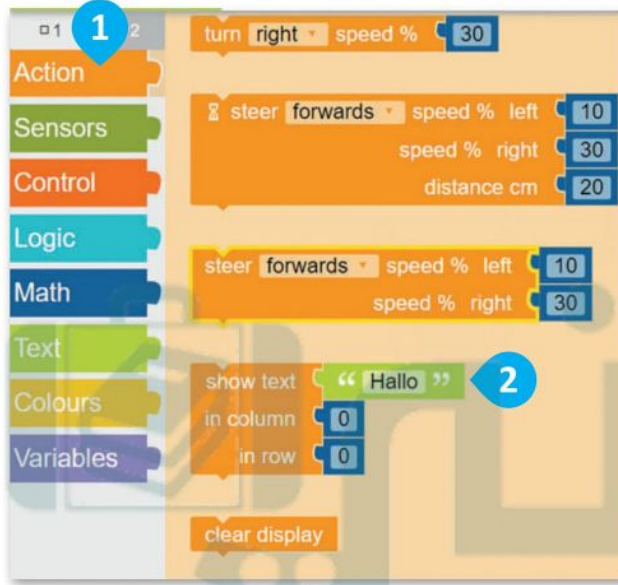 1 2
1
Action
Sensors
Control
Logic
Math
Text
Colours
Variables
turn right speed % 30
steer forwards speed % left 10
speed % right 30
distance cm 20
steer forwards speed % left 10
speed % right 30
show text “ Hallo ”
2
in column 0
in row 0
clear display